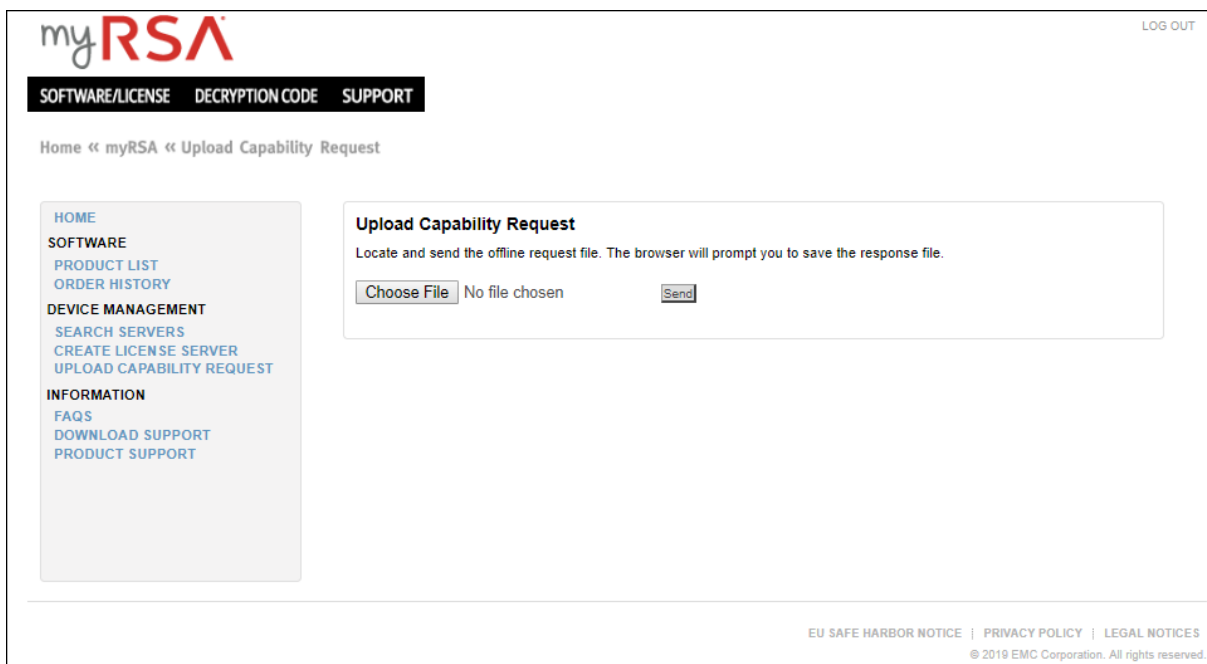 myRSA
LOG OUT
SOFTWARE/LICENSE DECRYPTION CODE SUPPORT
Home « myRSA « Upload Capability Request
HOME
SOFTWARE
PRODUCT LIST
ORDER HISTORY
DEVICE MANAGEMENT
SEARCH SERVERS
CREATE LICENSE SERVER
UPLOAD CAPABILITY REQUEST
INFORMATION
FAQS
DOWNLOAD SUPPORT
PRODUCT SUPPORT
Upload Capability Request
Locate and send the offline request file. The browser will prompt you to save the response file.
Choose File No file chosen Send
EU SAFE HARBOR NOTICE | PRIVACY POLICY | LEGAL NOTICES
© 2019 EMC Corporation. All rights reserved.